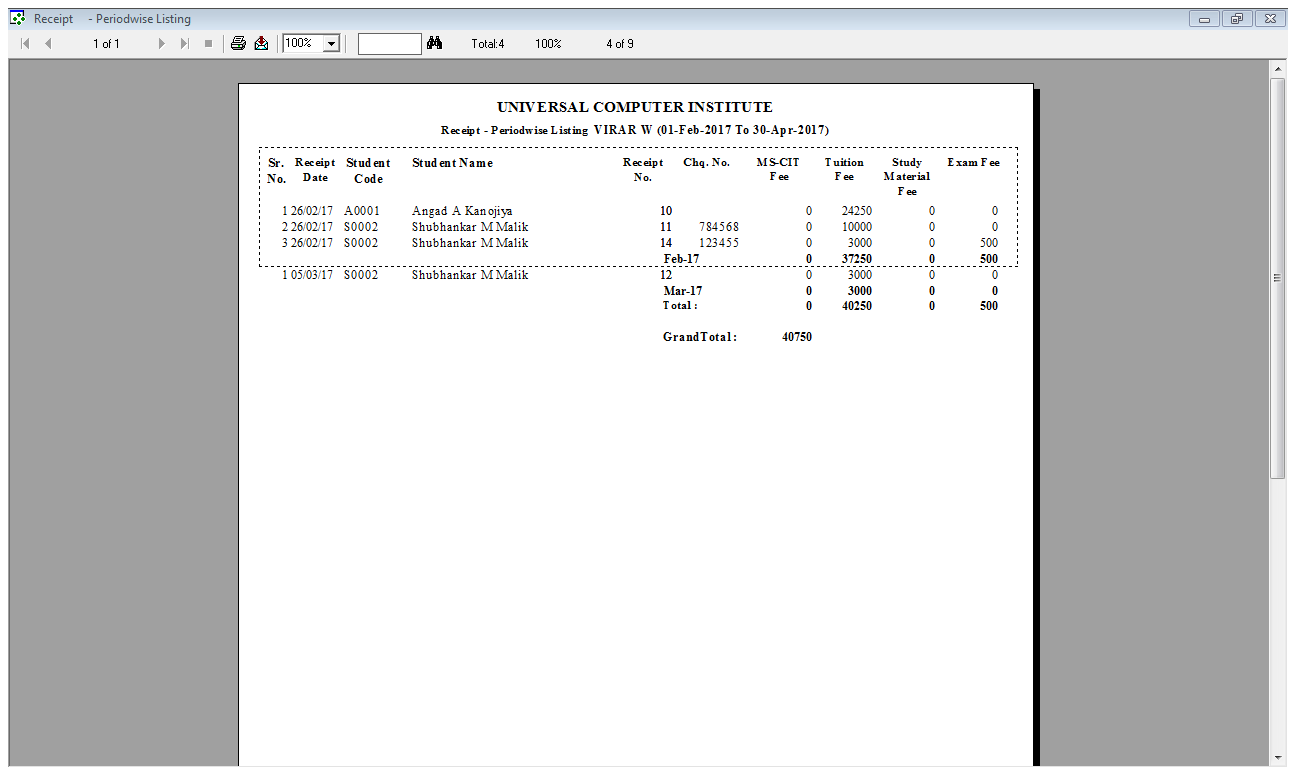 Receipt - Periodwise Listing
1 of 1 100% Total:4 100% 4 of 9
UNIVERSAL COMPUTER INSTITUTE
Receipt - Periodwise Listing VIRAR W (01-Feb-2017 To 30-Apr-2017)
Sr. Receipt Student Student Name Receipt Chq. No. MS-CIT Tuition Study Exam Fee
No. Date Code No. Fee Fee Material
Fee
1 26/02/17 A0001 Angad A Kanojiya 10 0 24250 0 0
2 26/02/17 S0002 Shubhankar M Malik 11 784568 0 10000 0 0
3 26/02/17 S0002 Shubhankar M Malik 14 123455 0 3000 0 500
Feb-17 0 37250 0 500
1 05/03/17 S0002 Shubhankar M Malik 12 0 3000 0 0
Mar-17 0 3000 0 0
Total : 0 40250 0 500
GrandTotal : 40750